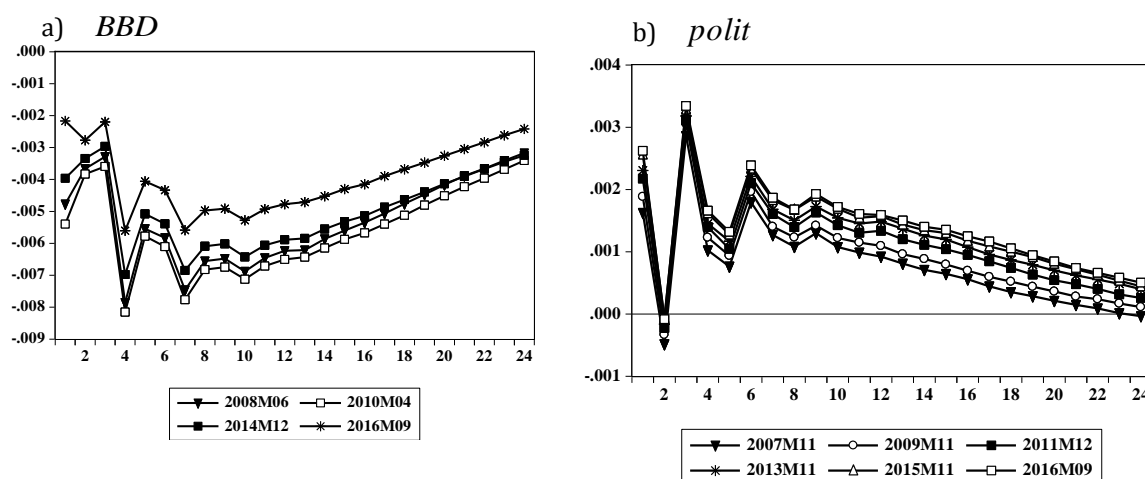 a) BBD
.000
-.001
-.002
-.003
-.004
-.005
-.006
-.007
-.008
-.009
2 4 6 8 10 12 14 16 18 20 22 24
2008M06 2010M04
2014M12 2016M09
b) polit
.004
.003
.002
.001
.000
-.001
2 4 6 8 10 12 14 16 18 20 22 24
2007M11 2009M11 2011M12
2013M11 2015M11 2016M09